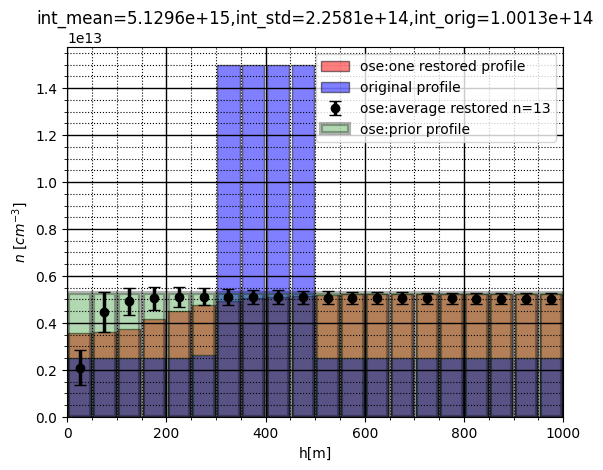 int_mean=5.1296e+15,int_std=2.2581e+14,int_orig=1.0013e+14
1e13
ose:one restored profile
original profile
ose:average restored n=13
ose:prior profile
1.4
1.2
1.0
0.8
0.6
0.4
0.2
0.0
n [cm⁻³]
0 200 400 600 800 1000
h[m]